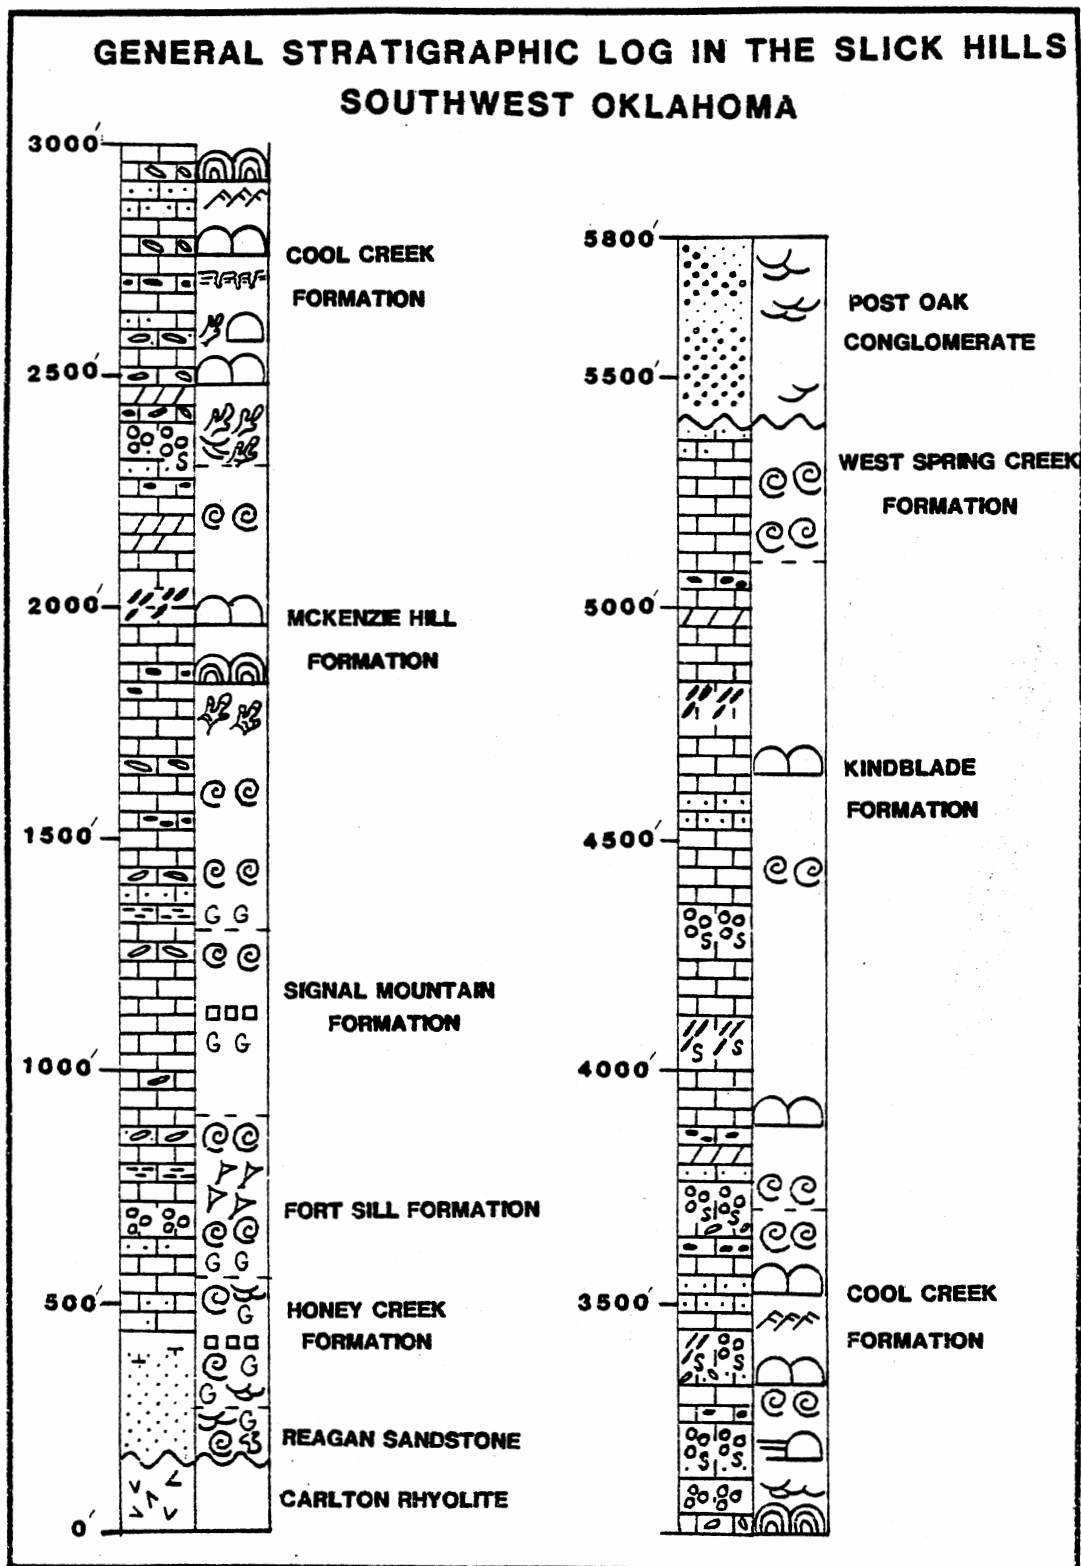 GENERAL STRATIGRAPHIC LOG IN THE SLICK HILLS
SOUTHWEST OKLAHOMA
3000'
COOL CREEK
FORMATION
2500'
2000'
MCKENZIE HILL
FORMATION
1500'
G G
SIGNAL MOUNTAIN
FORMATION
G G
1000'
FORT SILL FORMATION
G G
500'
G
HONEY CREEK
FORMATION
G
G
G
REAGAN SANDSTONE
CARLTON RHYOLITE
0'
S
5800'
POST OAK
CONGLOMERATE
5500'
WEST SPRING CREEK
FORMATION
5000'
KINDBLADE
FORMATION
4500'
S S
S S
4000'
S S
3500'
COOL CREEK
FORMATION
S S
S S